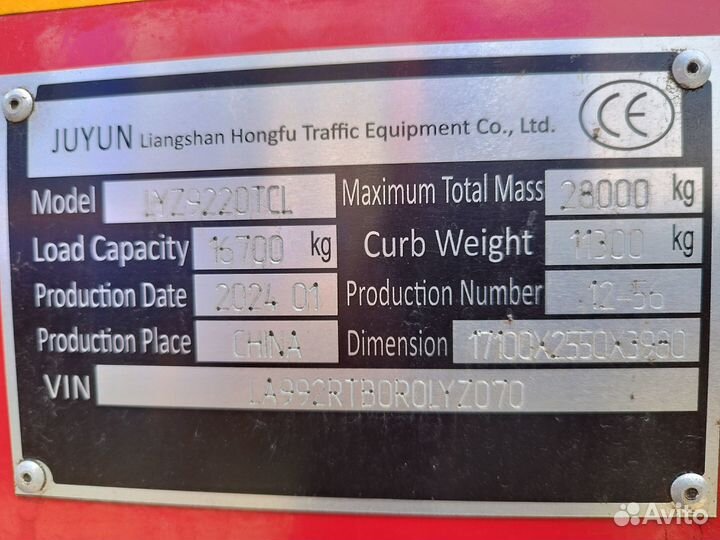 JUYUN Liangshan Hongfu Traffic Equipment Co., Ltd. CE
Model LYZ9220TCL Maximum Total Mass 28000 kg
Load Capacity 16700 kg Curb Weight 11300 kg
Production Date 2024 01 Production Number 12-56
Production Place CHINA Dimension 17100X2550X3980
VIN LA992RTB0R0LYZ070
Avito